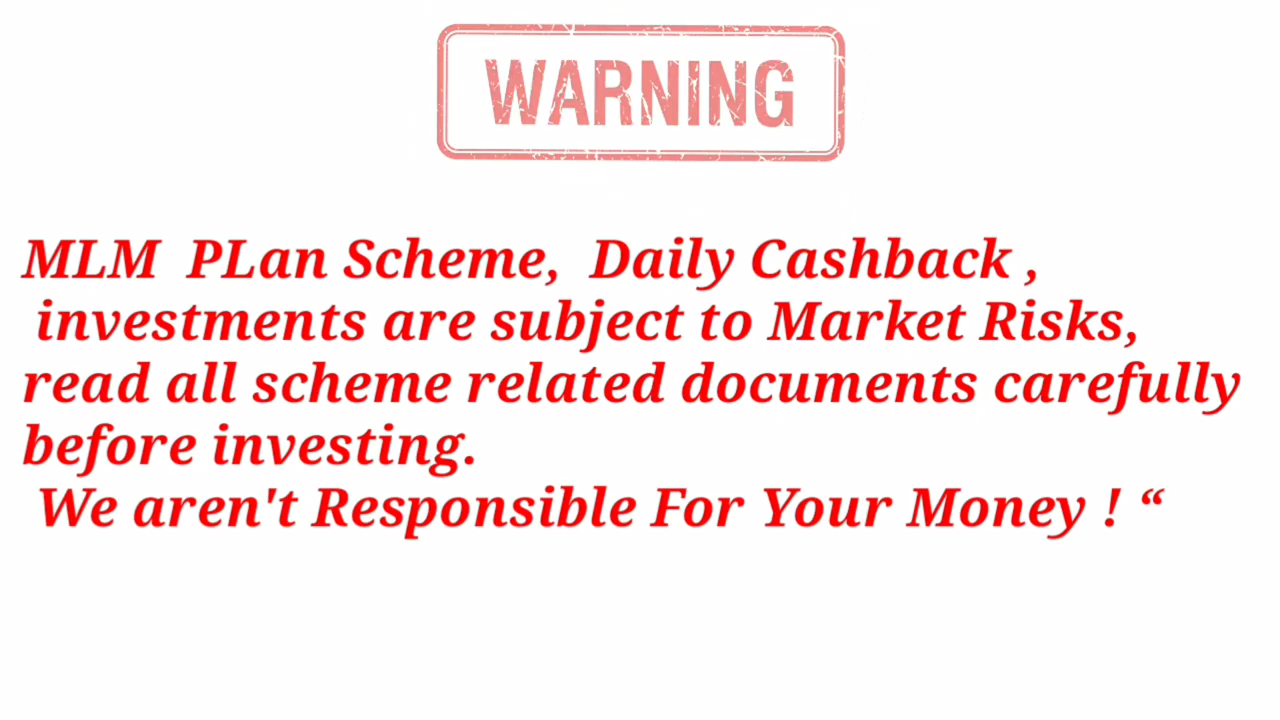 WARNING
MLM PLan Scheme, Daily Cashback ,
investments are subject to Market Risks,
read all scheme related documents carefully
before investing.
We aren't Responsible For Your Money ! “